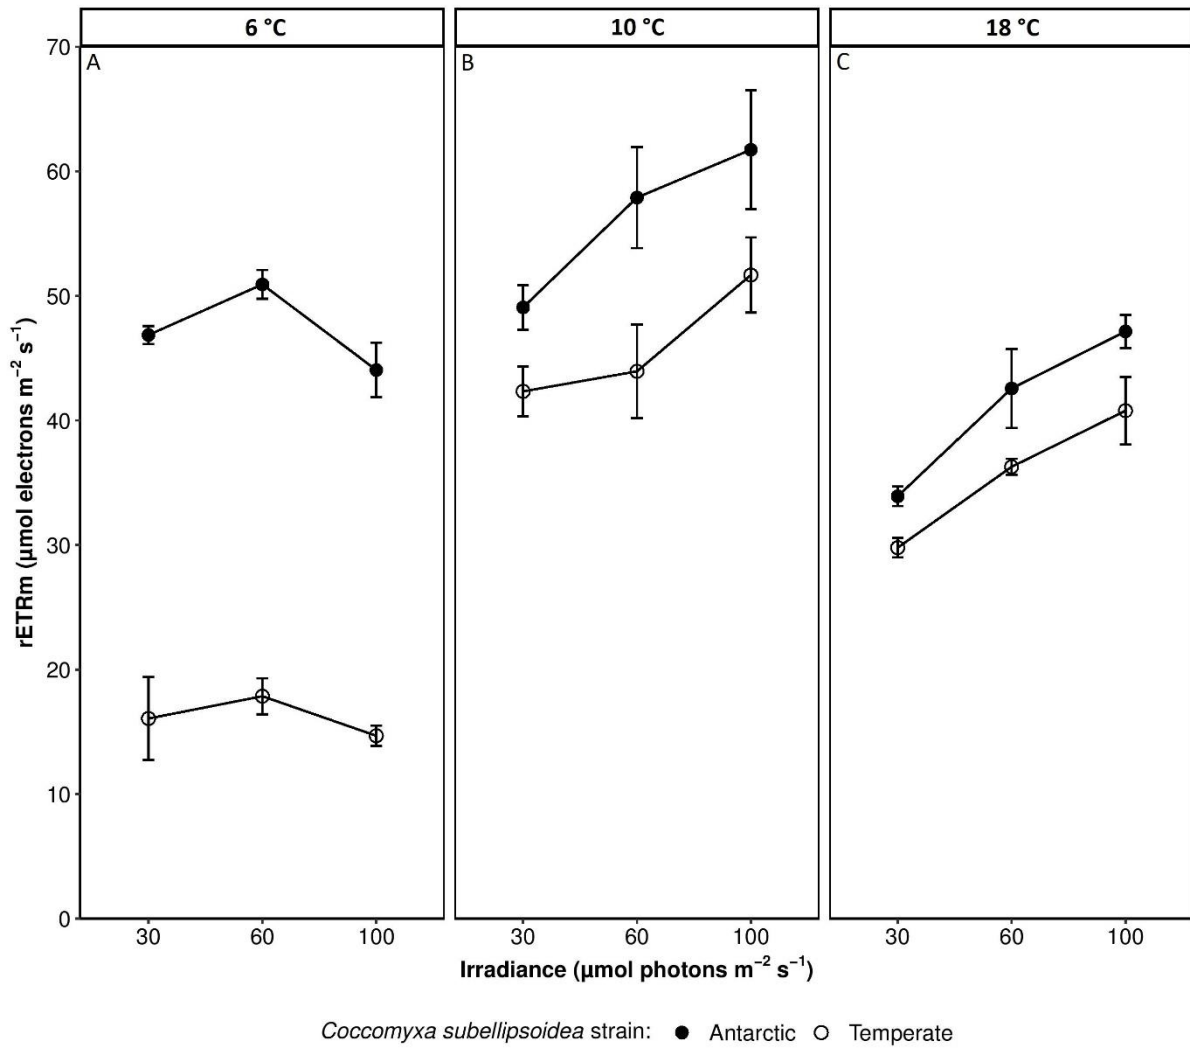 6 °C
10 °C
18 °C
A
B
C
70
60
50
40
30
20
10
0
rETRm (µmol electrons m⁻² s⁻¹)
30 60 100
30 60 100
30 60 100
Irradiance (µmol photons m⁻² s⁻¹)
Coccomyxa subellipsoidea strain: ● Antarctic ○ Temperate